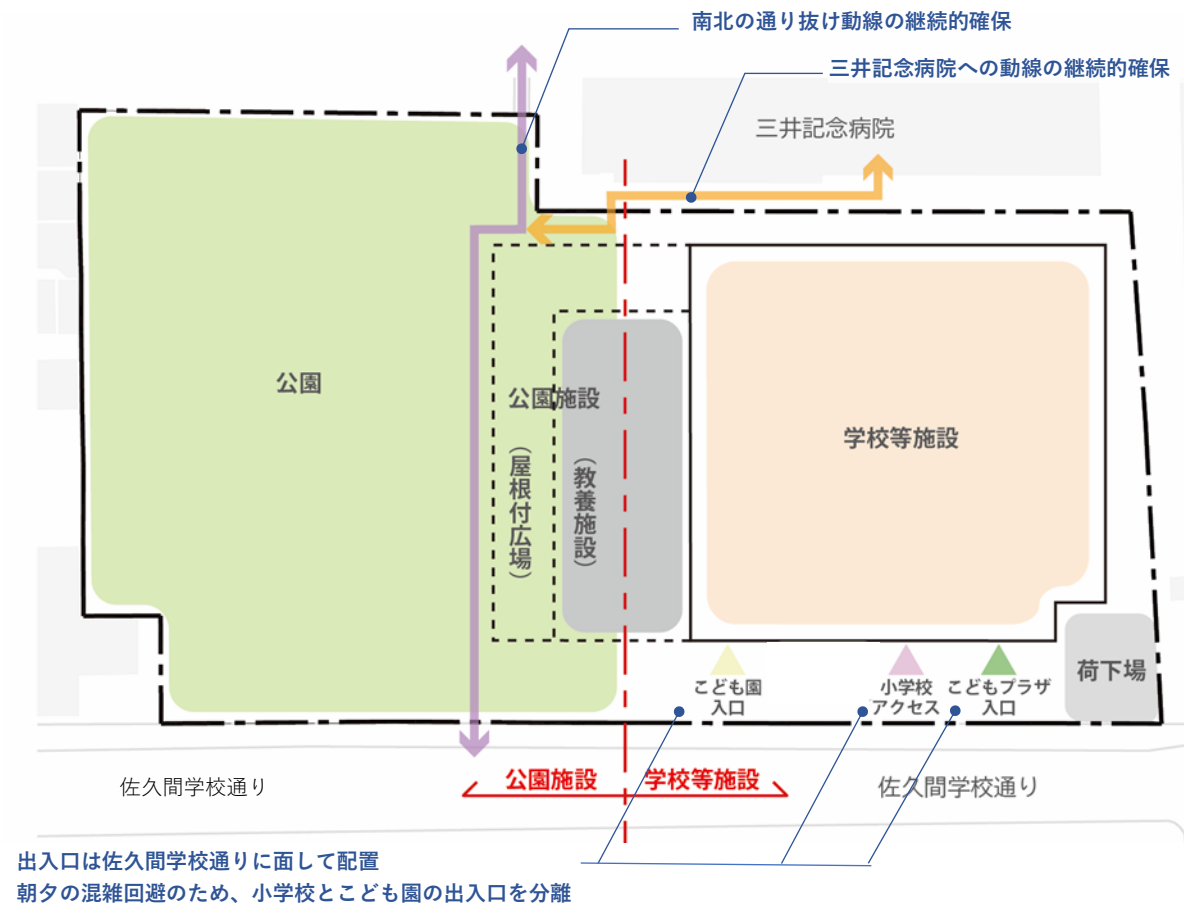 南北の通り抜け動線の継続的確保
三井記念病院への動線の継続的確保
三井記念病院
公園
公園施設
（屋根付広場）
（教養施設）
学校等施設
こども園
入口
小学校
アクセス
こどもプラザ
入口
荷下場
佐久間学校通り
公園施設
学校等施設
佐久間学校通り
出入口は佐久間学校通りに面して配置
朝夕の混雑回避のため、小学校とこども園の出入口を分離